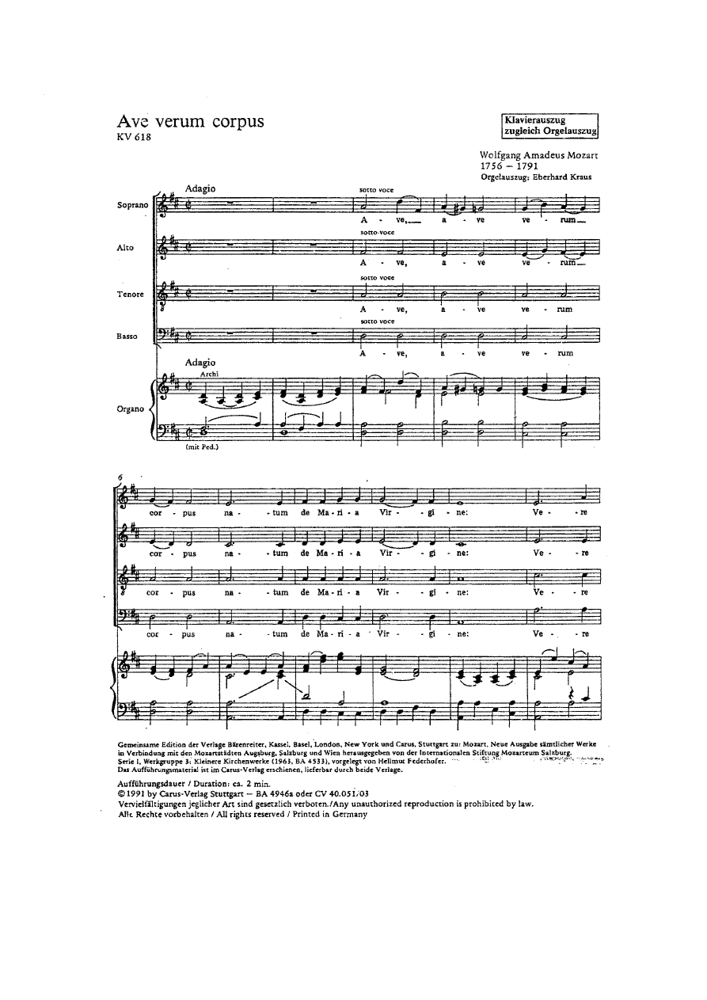 Ave verum corpus
KV 618
Klavierauszug
zugleich Orgelauszug
Wolfgang Amadeus Mozart
1756 — 1791
Orgelauszug: Eberhard Kraus
Adagio
sotto voce
Soprano
A - ve, a - ve ve - rum
sotto voce
Alto
A - ve, a - ve ve - rum
sotto voce
Tenore
A - ve, a - ve ve - rum
sotto voce
Basso
A - ve, a - ve ve - rum
Adagio
Archi
Organo
(mit Ped.)
6
cor - pus na - - tum de Ma - ri - a Vir - - gi - ne: Ve - - re
cor - pus na - - tum de Ma - ri - a Vir - - gi - ne: Ve - - re
cor - pus na - - tum de Ma - ri - a Vir - - gi - ne: Ve - - re
cor - pus na - - tum de Ma - ri - a Vir - - gi - ne: Ve - - re
Gemeinsame Edition der Verlage Bärenreiter, Kassel, Basel, London, New York und Carus, Stuttgart zu: Mozart, Neue Ausgabe sämtlicher Werke
in Verbindung mit den Mozartstädten Augsburg, Salzburg und Wien herausgegeben von der Internationalen Stiftung Mozarteum Salzburg.
Serie I, Werkgruppe 3: Kleinere Kirchenwerke (1963, BA 4533), vorgelegt von Hellmut Federhofer.
Das Aufführungsmaterial ist im Carus-Verlag erschienen, lieferbar durch beide Verlage.
Aufführungsdauer / Duration: ca. 2 min.
© 1991 by Carus-Verlag Stuttgart — BA 4946a oder CV 40.051/03
Vervielfältigungen jeglicher Art sind gesetzlich verboten./Any unauthorized reproduction is prohibited by law.
Alle Rechte vorbehalten / All rights reserved / Printed in Germany